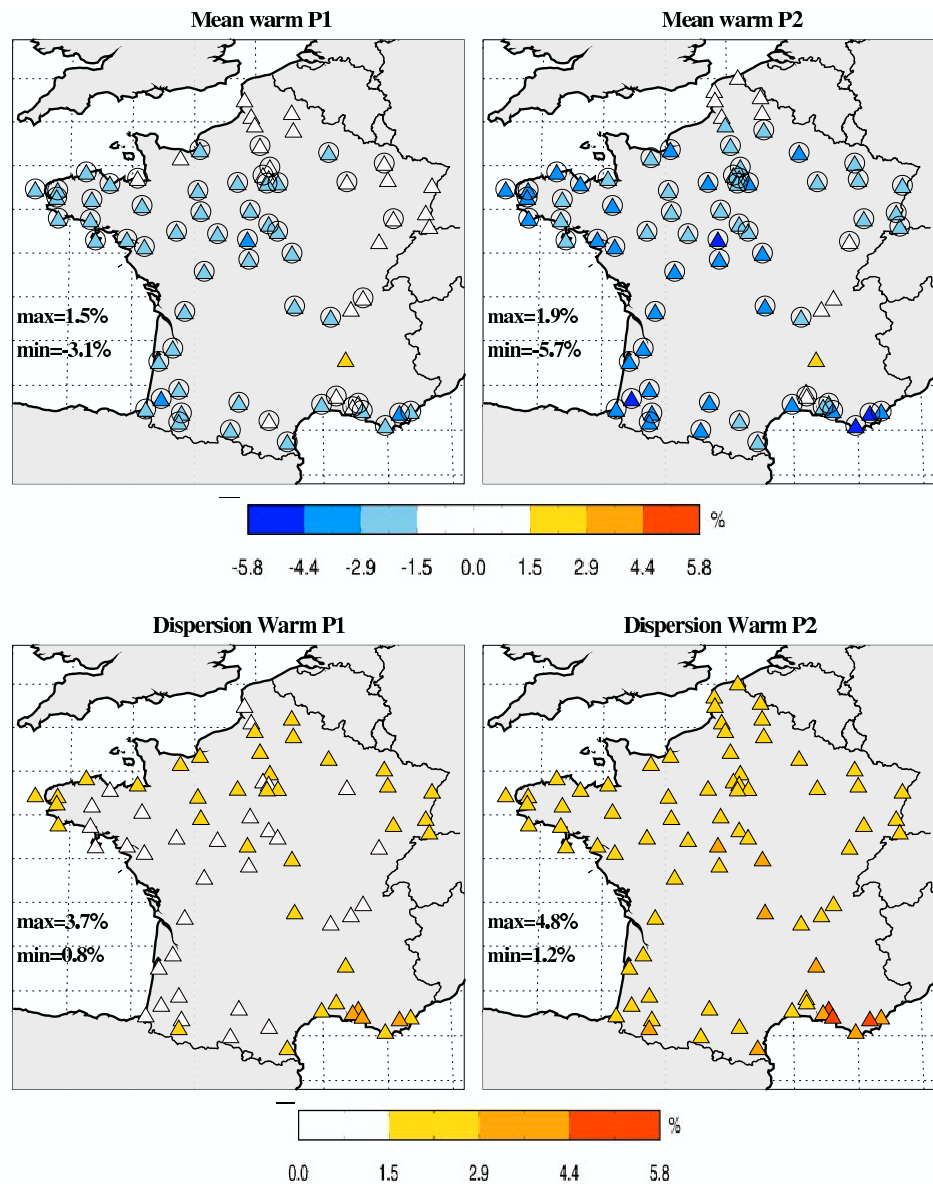 Mean warm P1 Mean warm P2
max=1.5% max=1.9%
min=-3.1% min=-5.7%
%
-5.8 -4.4 -2.9 -1.5 0.0 1.5 2.9 4.4 5.8
Dispersion Warm P1 Dispersion Warm P2
max=3.7% max=4.8%
min=0.8% min=1.2%
%
0.0 1.5 2.9 4.4 5.8